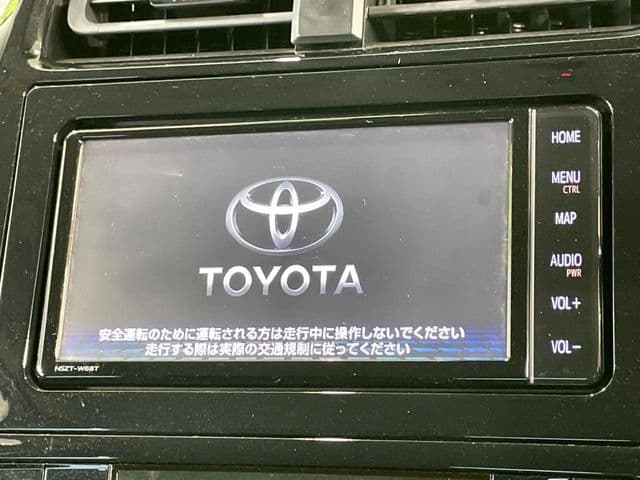 HOME
MENU
CTRL
MAP
AUDIO
PWR
VOL+
VOL-
TOYOTA
安全運転のために運転される方は走行中に操作しないでください
走行する際は実際の交通規制に従ってください
NSZT-W68T